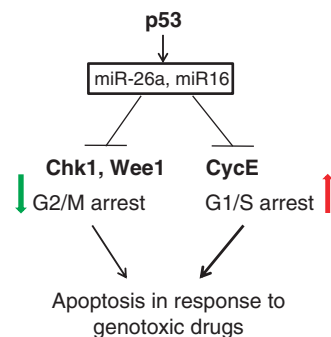 p53
miR-26a, miR16
Chk1, Wee1 CycE
G2/M arrest G1/S arrest
Apoptosis in response to
genotoxic drugs